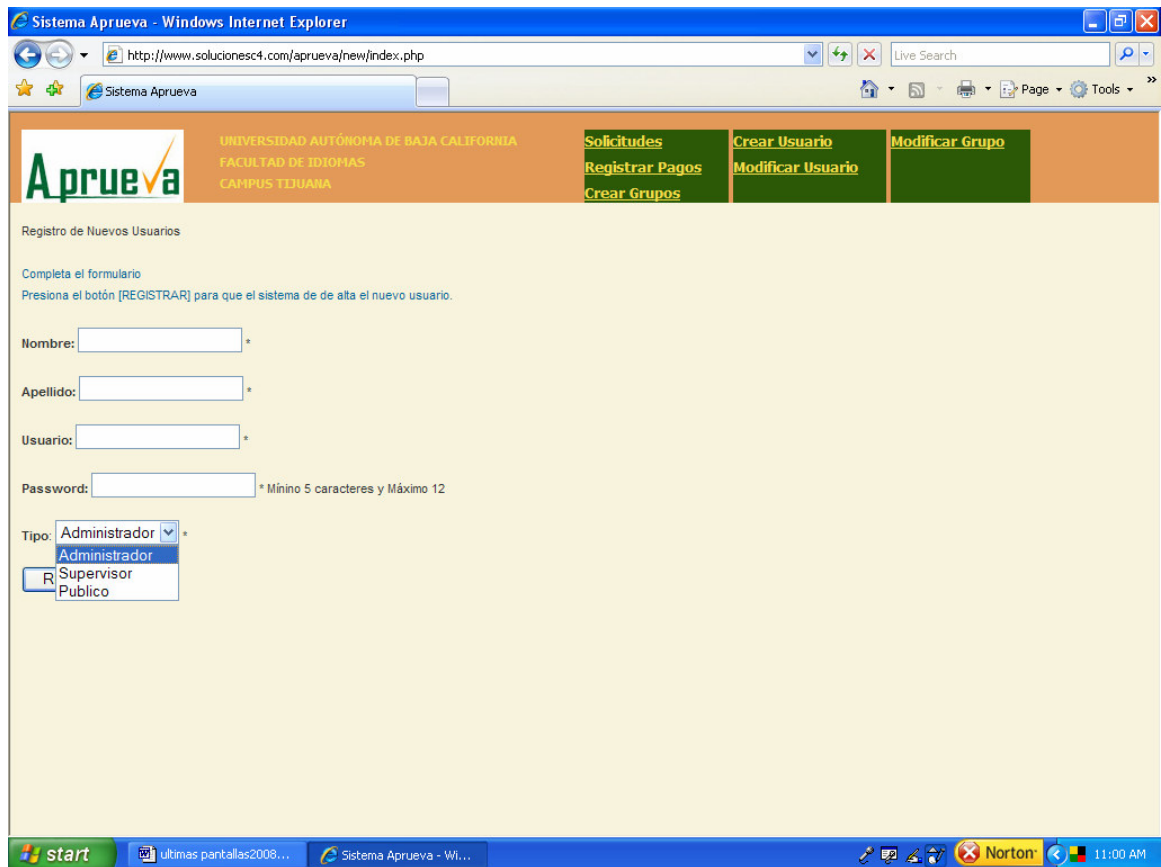 Sistema Aprueva - Windows Internet Explorer
http://www.solucionesc4.com/aprueva/new/index.php
Live Search
Sistema Aprueva
Page
Tools
Aprueva
UNIVERSIDAD AUTÓNOMA DE BAJA CALIFORNIA
FACULTAD DE IDIOMAS
CAMPUS TIJUANA
Solicitudes
Registrar Pagos
Crear Grupos
Crear Usuario
Modificar Usuario
Modificar Grupo
Registro de Nuevos Usuarios
Completa el formulario
Presiona el botón [REGISTRAR] para que el sistema de de alta el nuevo usuario.
Nombre: *
Apellido: *
Usuario: *
Password: * Mínino 5 caracteres y Máximo 12
Tipo: Administrador *
Administrador
Supervisor
Publico
R
start
ultimas pantallas2008...
Sistema Aprueva - Wi...
Norton
11:00 AM